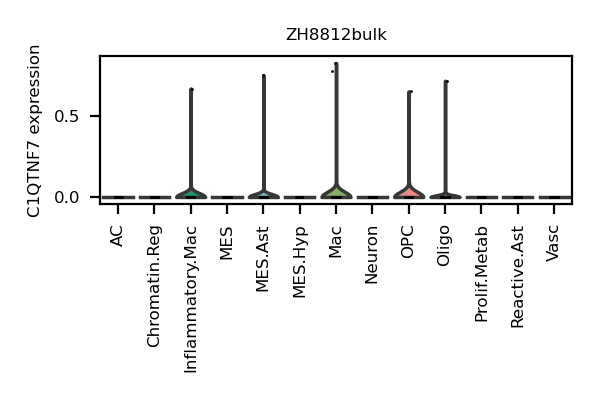 ZH8812bulk
C1QTNF7 expression
0.5
0.0
AC
Chromatin.Reg
Inflammatory.Mac
MES
MES.Ast
MES.Hyp
Mac
Neuron
OPC
Oligo
Prolif.Metab
Reactive.Ast
Vasc